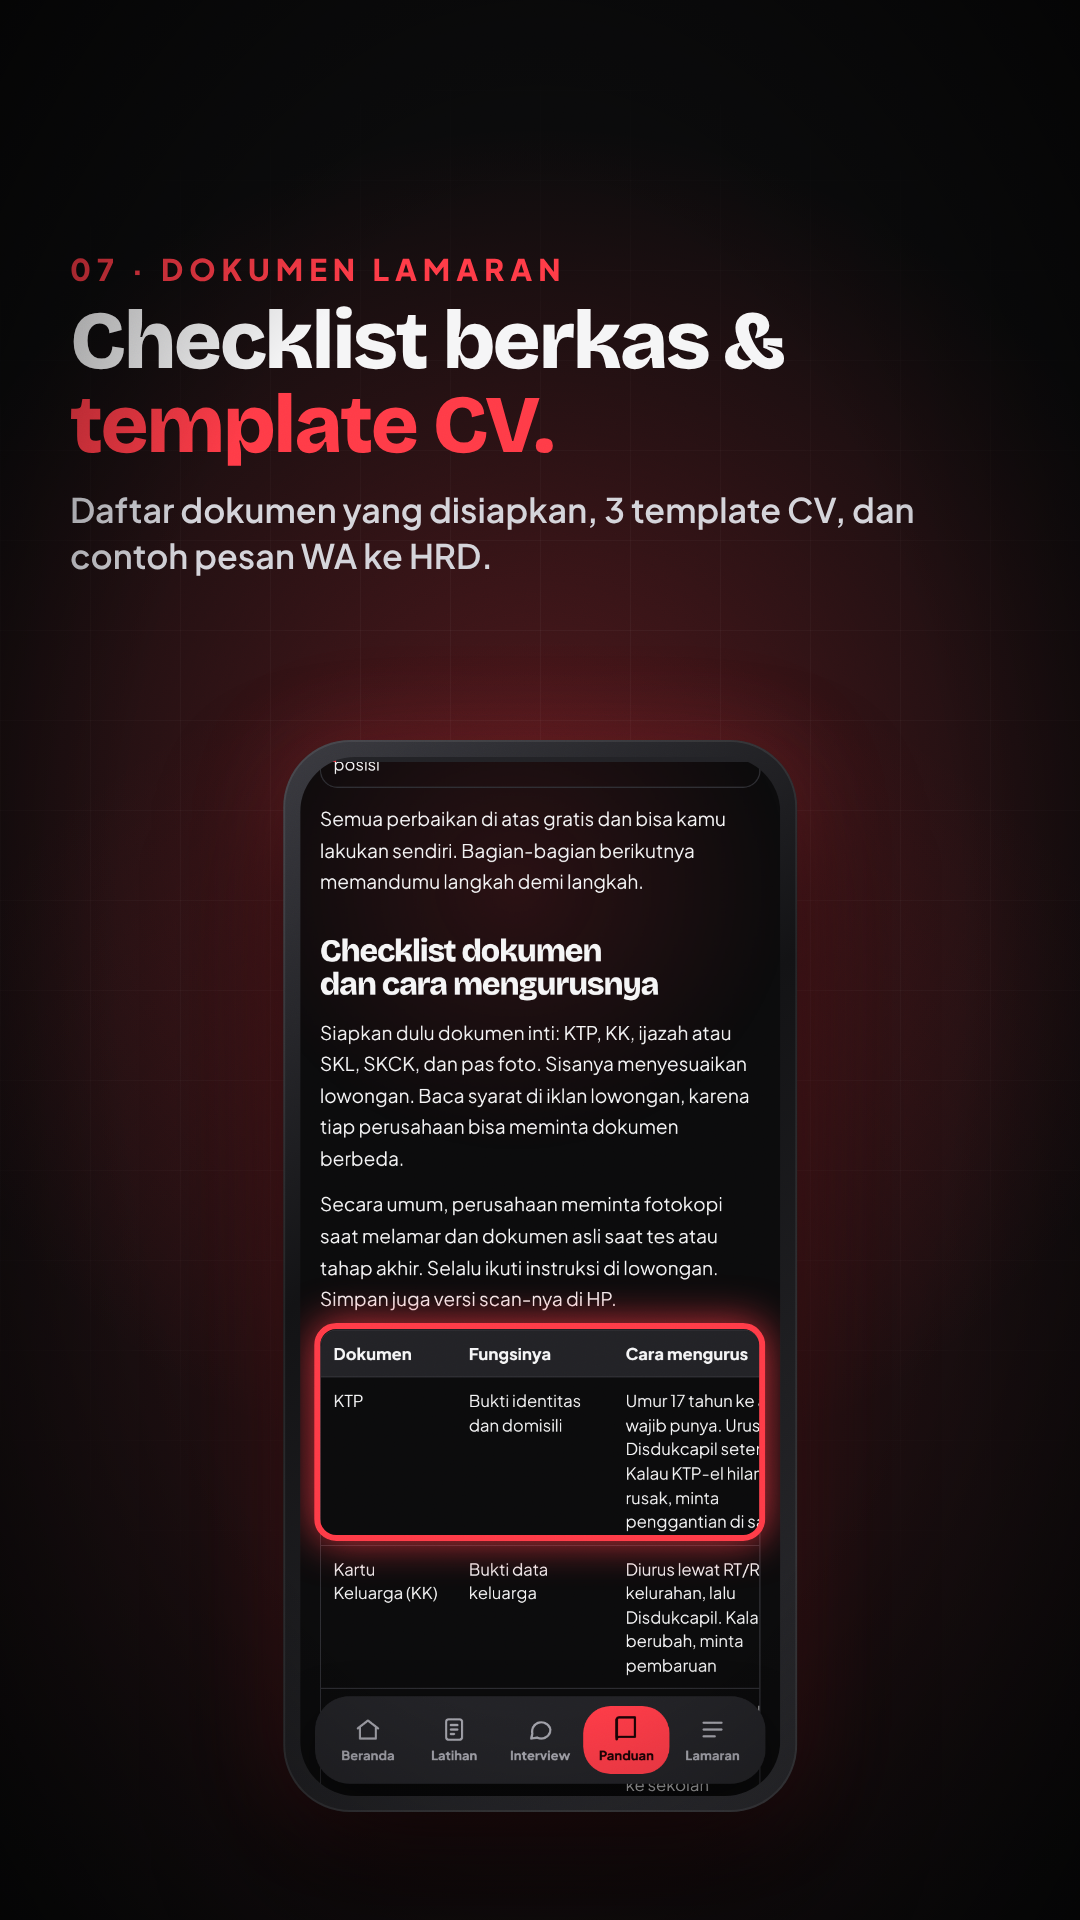 07 · DOKUMEN LAMARAN
Checklist berkas &
template CV.
Daftar dokumen yang disiapkan, 3 template CV, dan
contoh pesan WA ke HRD.
posisi
Semua perbaikan di atas gratis dan bisa kamu
lakukan sendiri. Bagian-bagian berikutnya
memandumu langkah demi langkah.
Checklist dokumen
dan cara mengurusnya
Siapkan dulu dokumen inti: KTP, KK, ijazah atau
SKL, SKCK, dan pas foto. Sisanya menyesuaikan
lowongan. Baca syarat di iklan lowongan, karena
tiap perusahaan bisa meminta dokumen
berbeda.
Secara umum, perusahaan meminta fotokopi
saat melamar dan dokumen asli saat tes atau
tahap akhir. Selalu ikuti instruksi di lowongan.
Simpan juga versi scan-nya di HP.
Dokumen Fungsinya Cara mengurus
KTP
Bukti identitas
dan domisili
Umur 17 tahun ke
wajib punya. Urus
Disdukcapil
Kalau KTP-el
rusak, minta
penggantian di
Kartu
Keluarga (KK)
Bukti data
keluarga
Diurus lewat
kelurahan, lalu
Disdukcapil.
berubah, minta
pembaruan
ke sekolah
Beranda
Latihan
Interview
Panduan
Lamaran